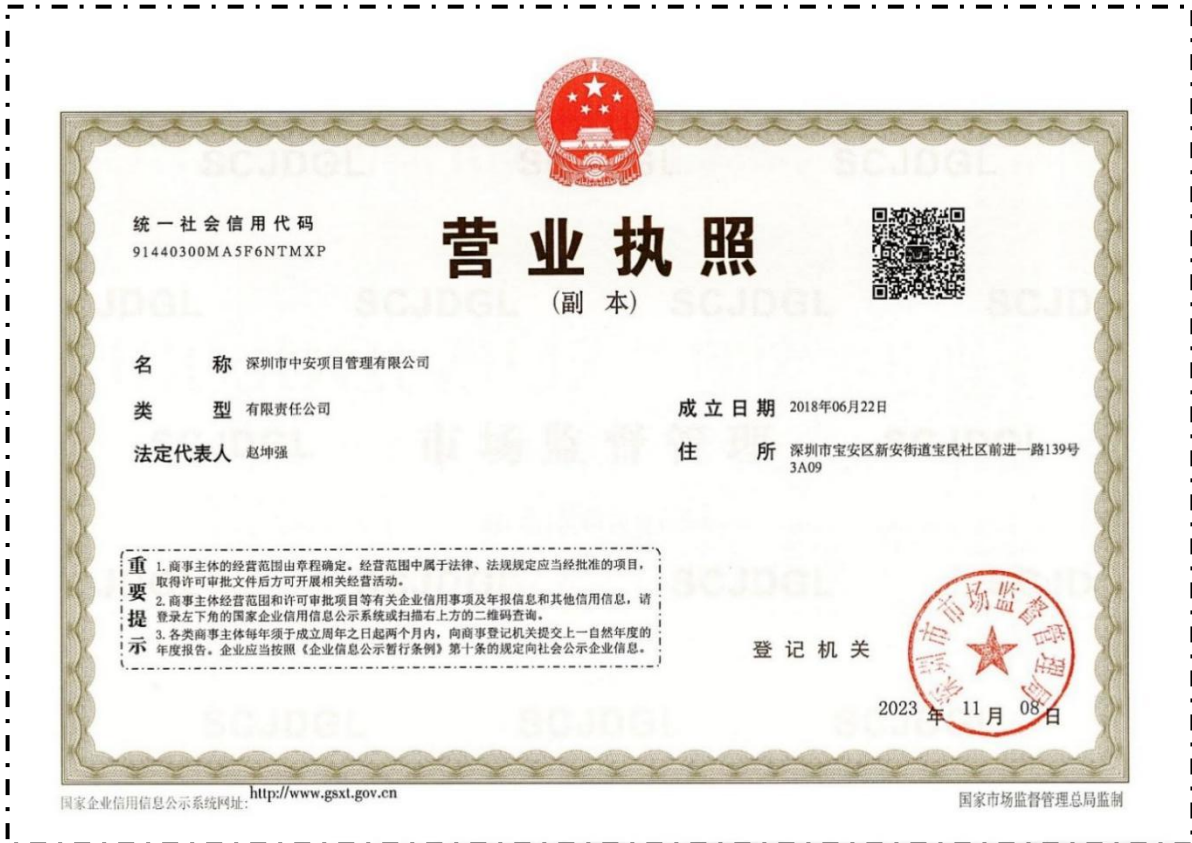 统一社会信用代码
91440300MA5F6NTMXP
营业执照
(副 本)
名 称 深圳市中安项目管理有限公司
类 型 有限责任公司
法定代表人 赵坤强
成立日期 2018年06月22日
住 所 深圳市宝安区新安街道宝民社区前进一路139号
3A09
重要提示
1. 商事主体的经营范围由章程确定。经营范围中属于法律、法规规定应当经批准的项目，
取得许可审批文件后方可开展相关经营活动。
2. 商事主体经营范围和许可审批项目等有关企业信用事项及年报信息和其他信用信息，请
登录左下角的国家企业信用信息公示系统或扫描右上方的二维码查询。
3. 各类商事主体每年须于成立周年之日起两个月内，向商事登记机关提交上一自然年度的
年度报告。企业应当按照《企业信息公示暂行条例》第十条的规定向社会公示企业信息。
登记机关
深圳市市场监督管理局
2023 年 11 月 08 日
国家企业信用信息公示系统网址: http://www.gsxt.gov.cn
国家市场监督管理总局监制
SCJDGL
市场监督管理